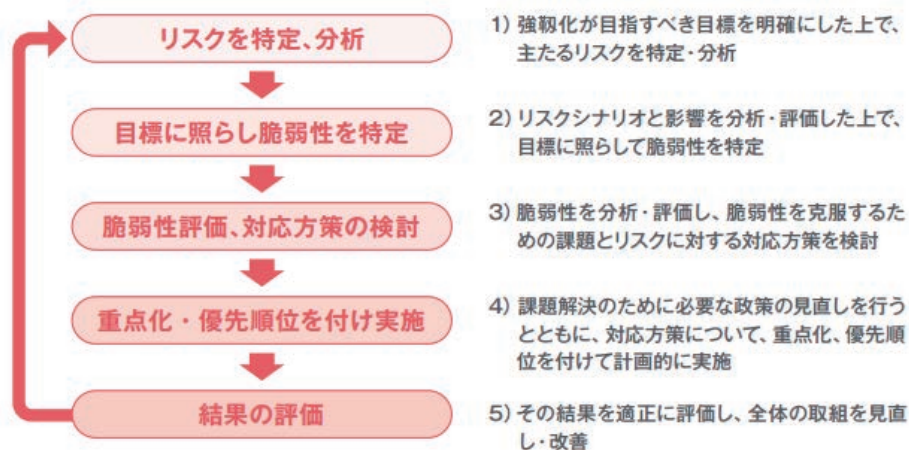 リスクを特定、分析
1) 強靱化が目指すべき目標を明確にした上で、
主たるリスクを特定・分析
目標に照らし脆弱性を特定
2) リスクシナリオと影響を分析・評価した上で、
目標に照らして脆弱性を特定
脆弱性評価、対応方策の検討
3) 脆弱性を分析・評価し、脆弱性を克服するた
めの課題とリスクに対する対応方策を検討
重点化・優先順位を付け実施
4) 課題解決のために必要な政策の見直しを行う
とともに、対応方策について、重点化、優先順
位を付けて計画的に実施
結果の評価
5) その結果を適正に評価し、全体の取組を見直
し・改善